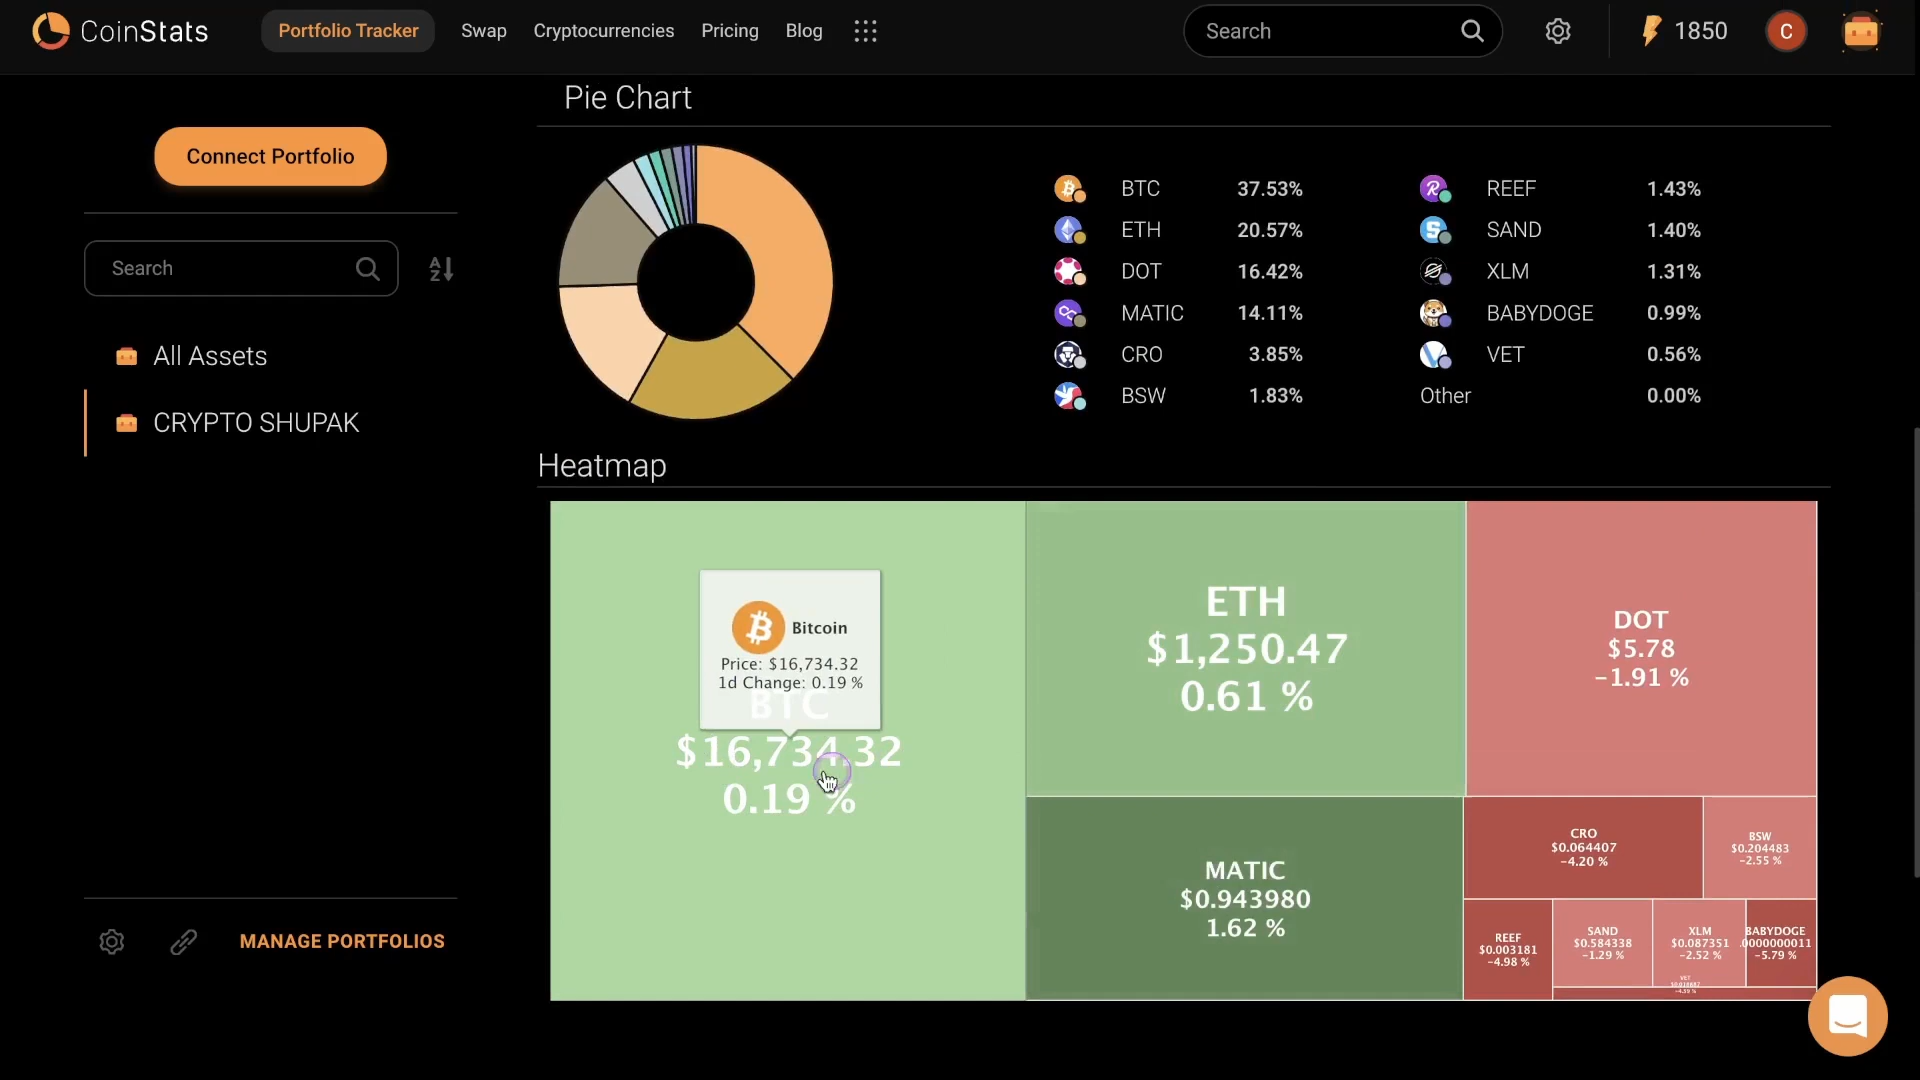 CoinStats
Portfolio Tracker
Swap
Cryptocurrencies
Pricing
Blog
Search
1850
C
Connect Portfolio
Search
All Assets
CRYPTO SHUPAK
MANAGE PORTFOLIOS
Pie Chart
BTC 37.53%
ETH 20.57%
DOT 16.42%
MATIC 14.11%
CRO 3.85%
BSW 1.83%
REEF 1.43%
SAND 1.40%
XLM 1.31%
BABYDOGE 0.99%
VET 0.56%
Other 0.00%
Heatmap
Bitcoin
Price: $16,734.32
1d Change: 0.19 %
BTC
$16,734.32
0.19 %
ETH
$1,250.47
0.61 %
MATIC
$0.943980
1.62 %
DOT
$5.78
-1.91 %
CRO
$0.064407
-4.20 %
BSW
$0.204483
-2.55 %
REEF
$0.003181
-4.98 %
SAND
$0.584338
-1.29 %
XLM
$0.087351
-2.52 %
BABYDOGE
.0000000011
-5.79 %
VET